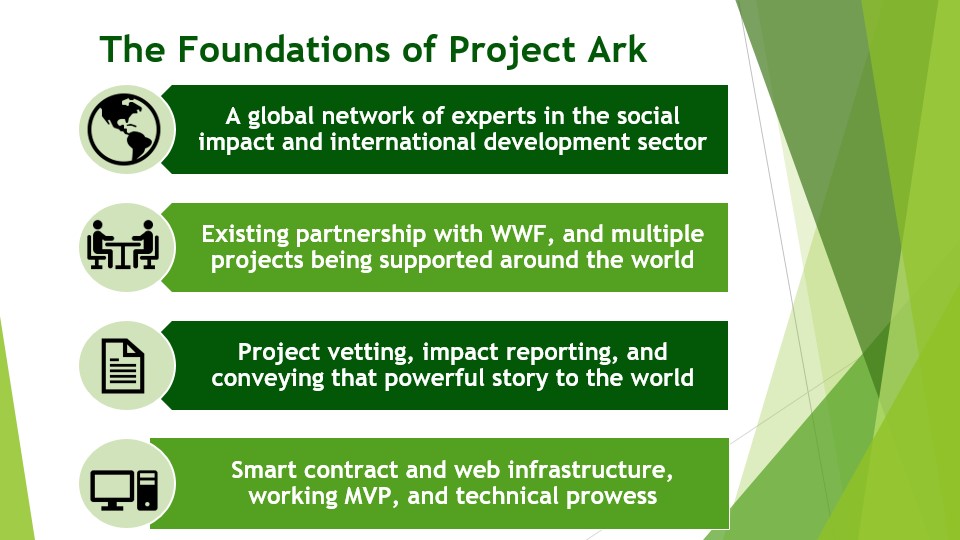 The Foundations of Project Ark
A global network of experts in the social
impact and international development sector
Existing partnership with WWF, and multiple
projects being supported around the world
Project vetting, impact reporting, and
conveying that powerful story to the world
Smart contract and web infrastructure,
working MVP, and technical prowess